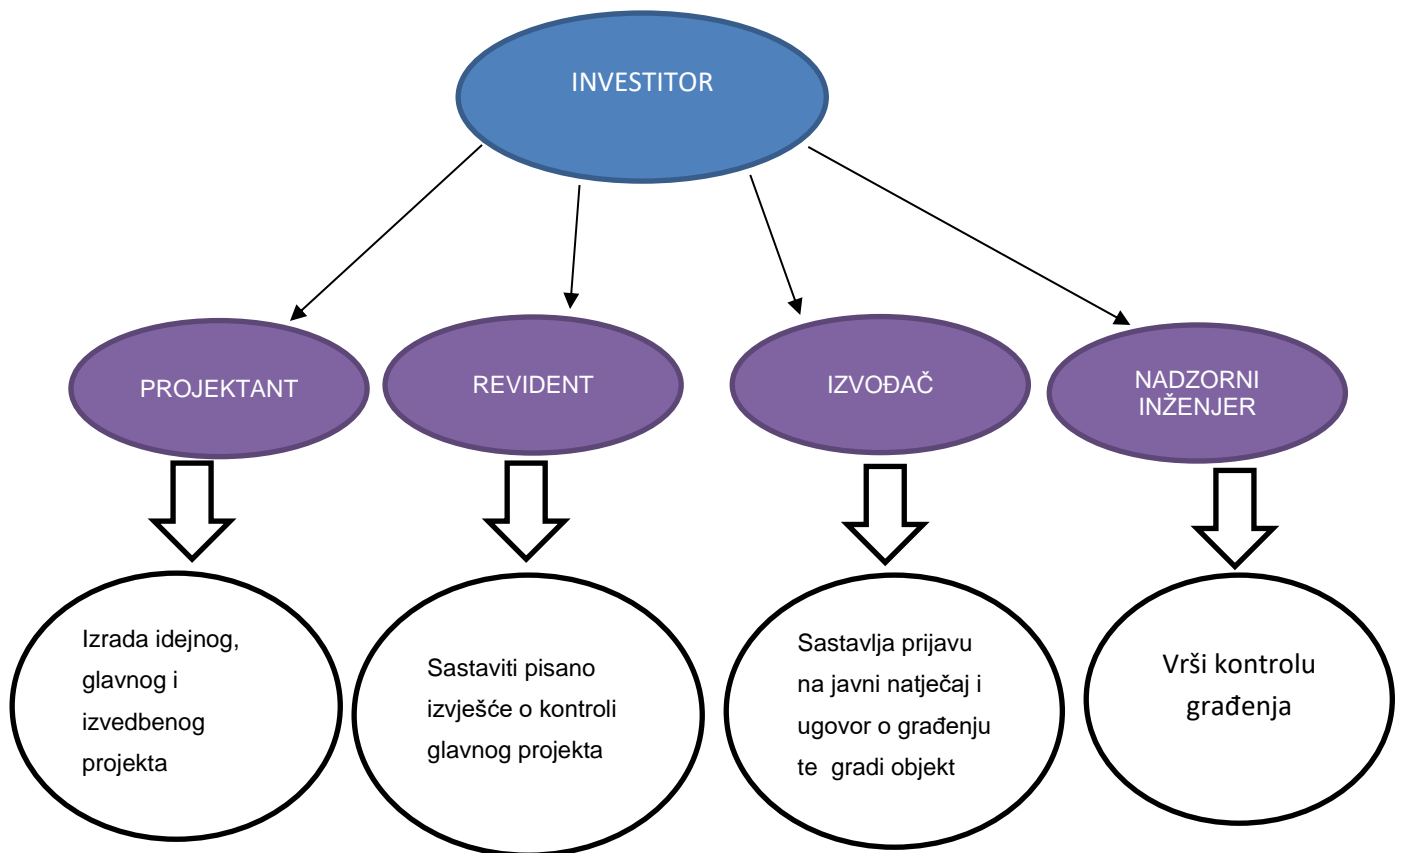 INVESTITOR
PROJEKTANT
REVIDENT
IZVOĐAČ
NADZORNI
INŽENJER
Izrada idejnog,
glavnog i
izvedbenog
projekta
Sastaviti pisano
izvješće o kontroli
glavnog projekta
Sastavlja prijavu
na javni natječaj i
ugovor o građenju
te gradi objekt
Vrši kontrolu
građenja